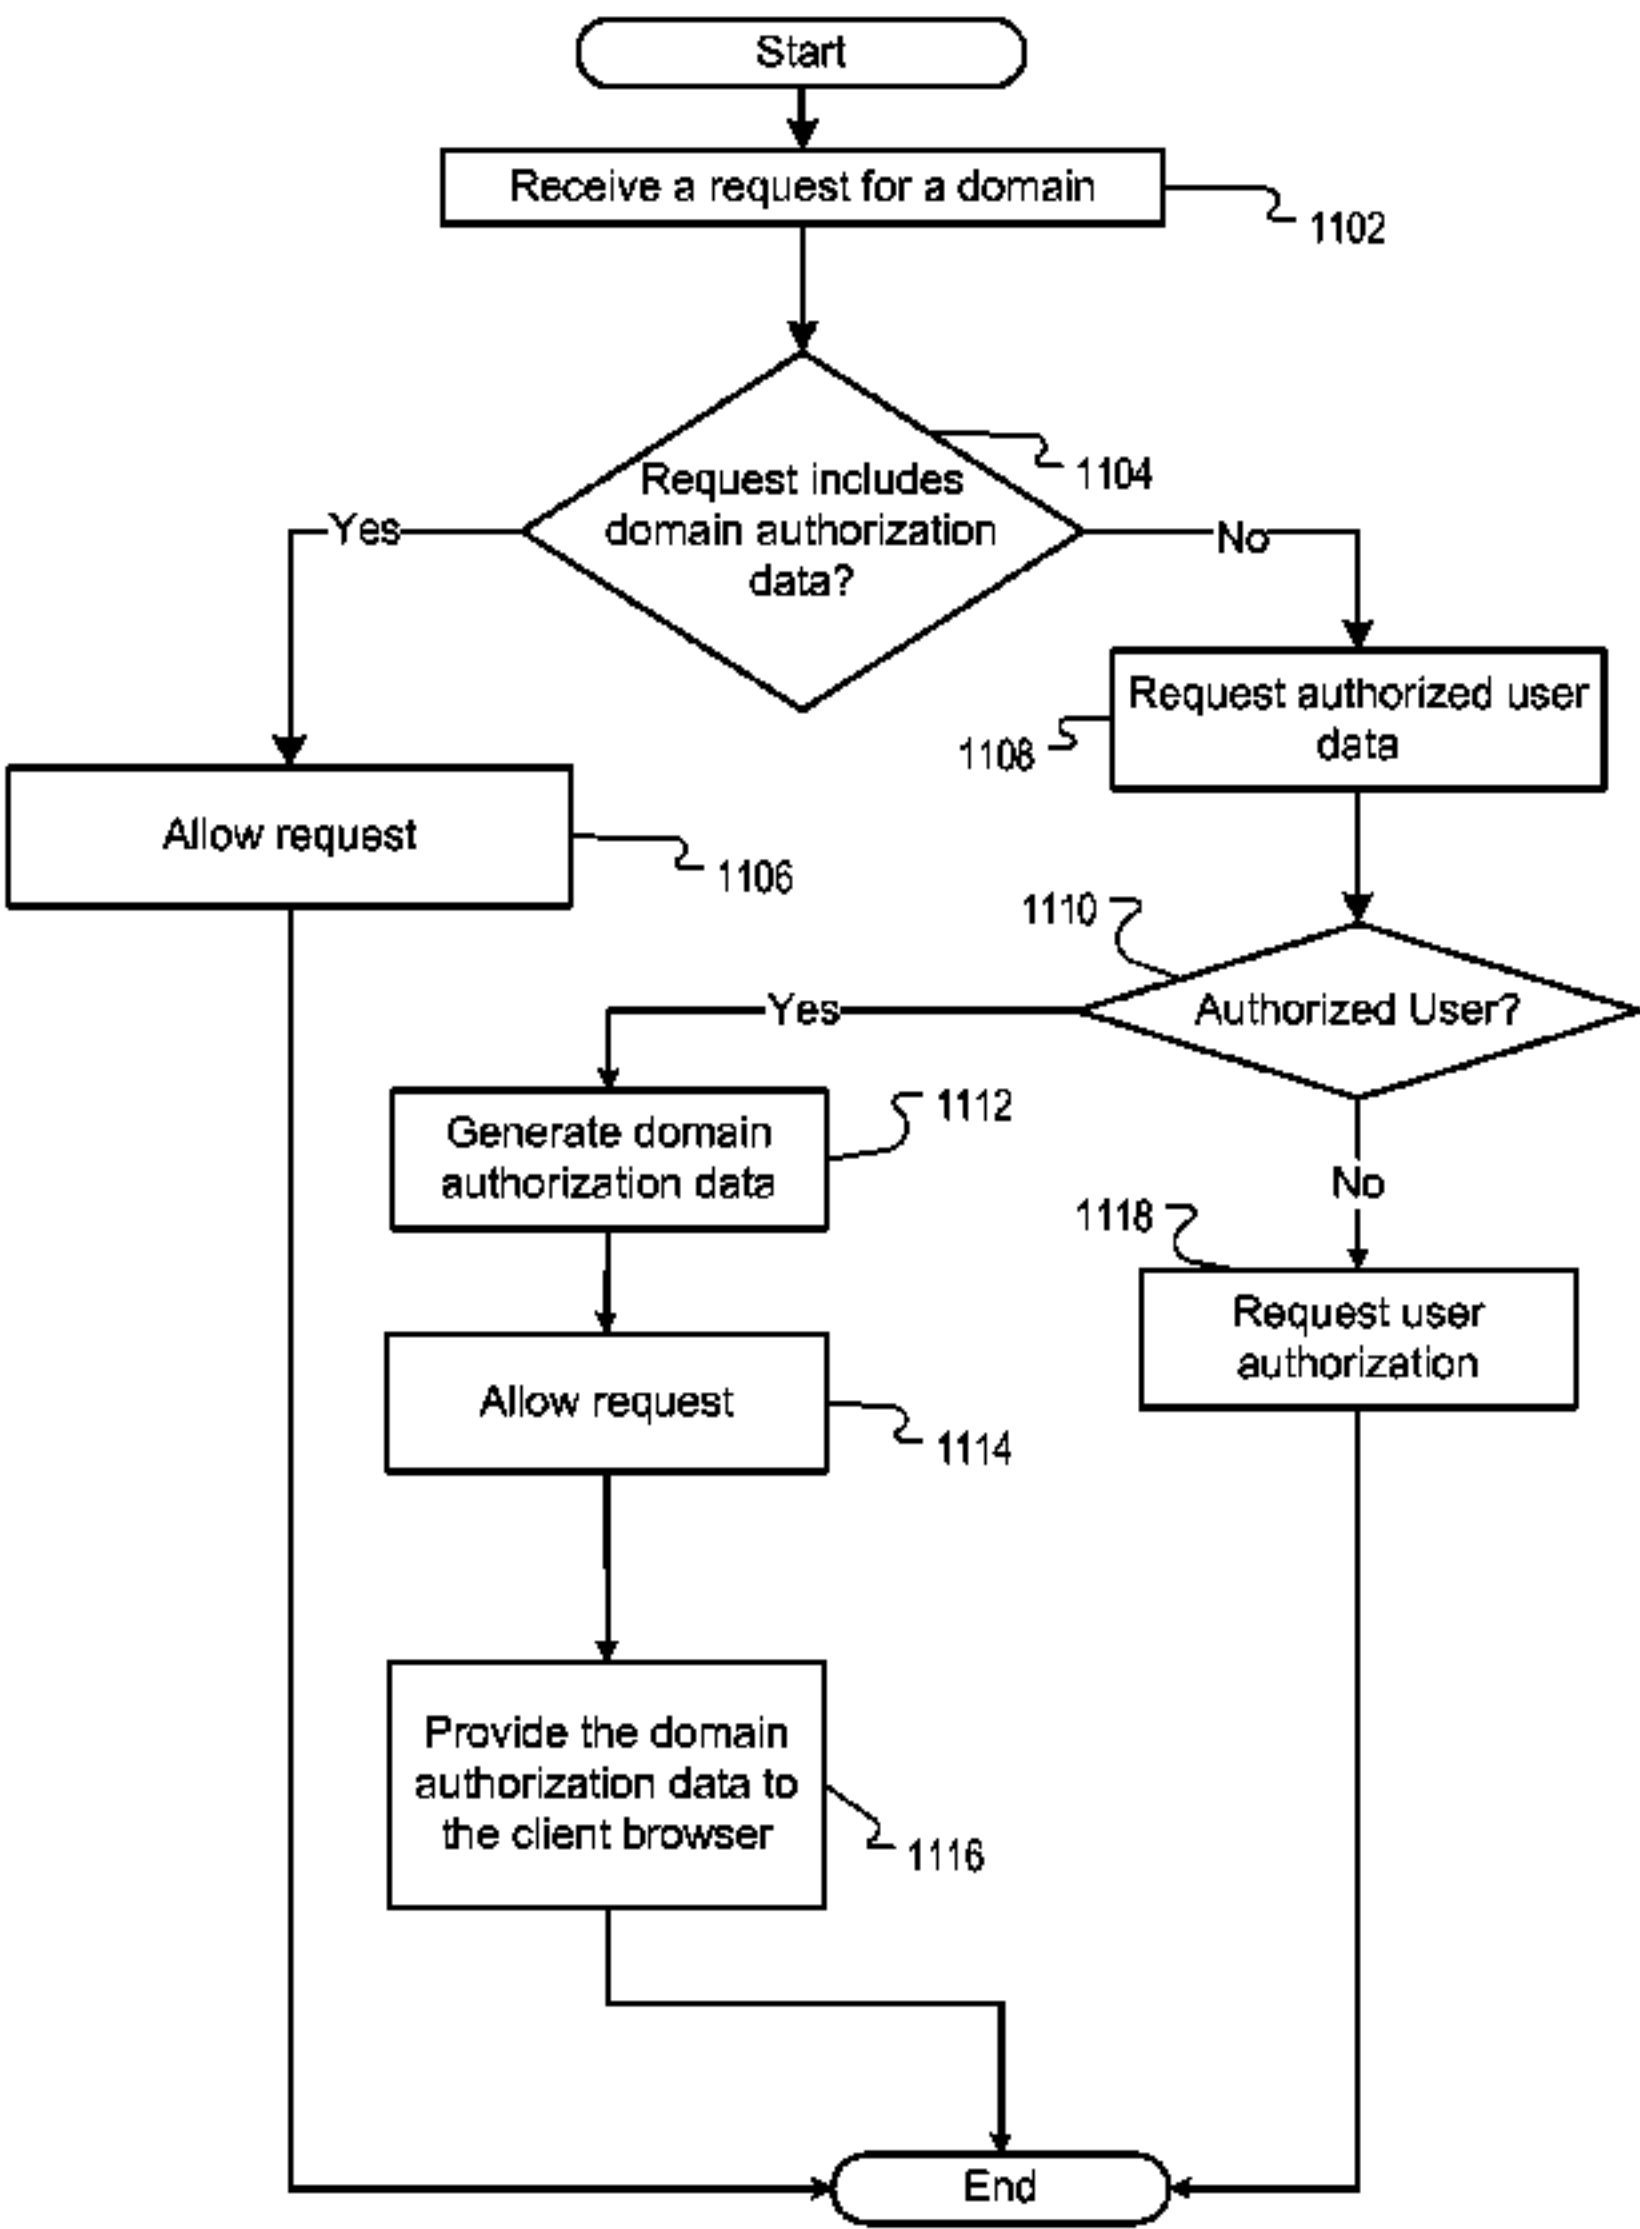 Start
Receive a request for a domain
1102
1104
Request includes
domain authorization
data?
Yes
No
Request authorized user
data
1108
Allow request
1106
1110
Authorized User?
Yes
Generate domain
authorization data
1112
No
1118
Request user
authorization
Allow request
1114
Provide the domain
authorization data to
the client browser
1116
End